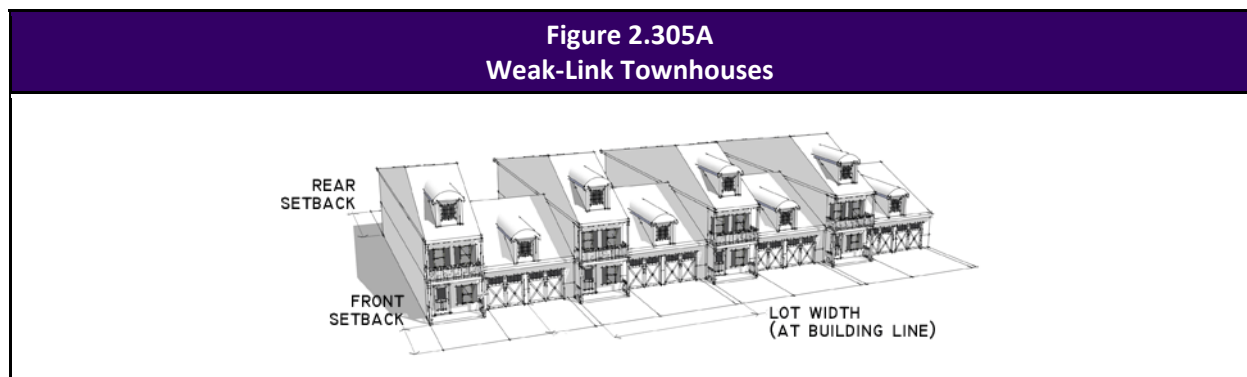 Figure 2.305A
Weak-Link Townhouses
REAR
SETBACK
FRONT
SETBACK
LOT WIDTH
(AT BUILDING LINE)